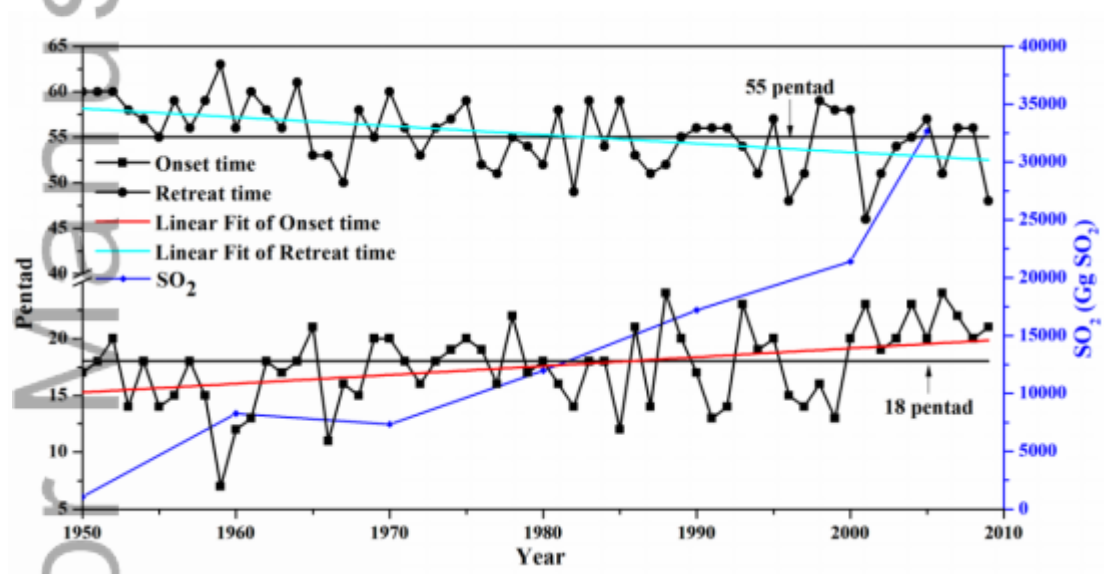 65
60
55
50
45
40
20
15
10
5
Pentad
55 pentad
Onset time
Retreat time
Linear Fit of Onset time
Linear Fit of Retreat time
SO2
18 pentad
40000
35000
30000
25000
20000
15000
10000
5000
0
SO2 (Gg SO2)
1950 1960 1970 1980 1990 2000 2010
Year